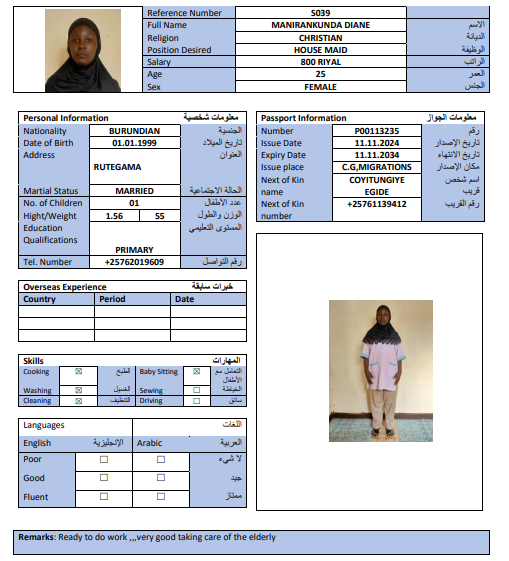 Reference Number S039
Full Name MANIRANKUNDA DIANE الاسم
Religion CHRISTIAN الديانة
Position Desired HOUSE MAID الوظيفة
Salary 800 RIYAL الراتب
Age 25 العمر
Sex FEMALE الجنس
Personal Information معلومات شخصية
Nationality BURUNDIAN الجنسية
Date of Birth 01.01.1999 تاريخ الميلاد
Address العنوان
RUTEGAMA
Martial Status MARRIED الحالة الاجتماعية
No. of Children 01 عدد الأطفال
Hight/Weight 1.56 55 الوزن والطول
Education المستوى التعليمي
Qualifications
PRIMARY
Tel. Number +25762019609 رقم التواصل
Passport Information معلومات الجواز
Number P00113235 رقم
Issue Date 11.11.2024 تاريخ الإصدار
Expiry Date 11.11.2034 تاريخ الانتهاء
Issue place C.G,MIGRATIONS مكان الإصدار
Next of Kin COYITUNGIYE اسم شخص
name EGIDE قريب
Next of Kin +25761139412 رقم القريب
number
Overseas Experience خبرات سابقة
Country Period Date
Skills المهارات
Cooking ☒ الطبخ Baby Sitting ☒ التعامل مع
الأطفال
Washing ☒ الغسيل Sewing ☐ الخياطة
Cleaning ☒ التنظيف Driving ☐ سائق
Languages اللغات
English الإنجليزية Arabic العربية
Poor ☐ ☐ لا شيء
Good ☐ ☐ جيد
Fluent ☐ ☐ ممتاز
Remarks: Ready to do work ,,,very good taking care of the elderly